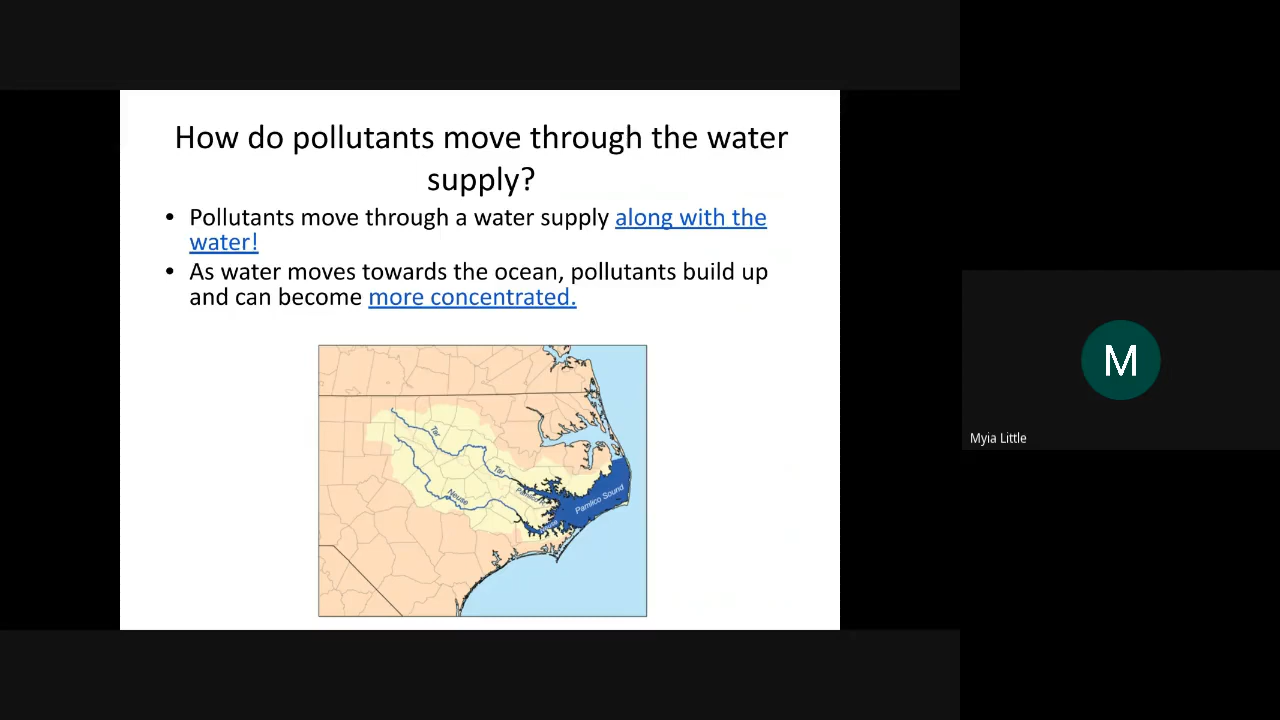 How do pollutants move through the water
supply?
• Pollutants move through a water supply along with the
water!
• As water moves towards the ocean, pollutants build up
and can become more concentrated.
Tar
Tar
Neuse
Pamlico Sound
M
Myia Little